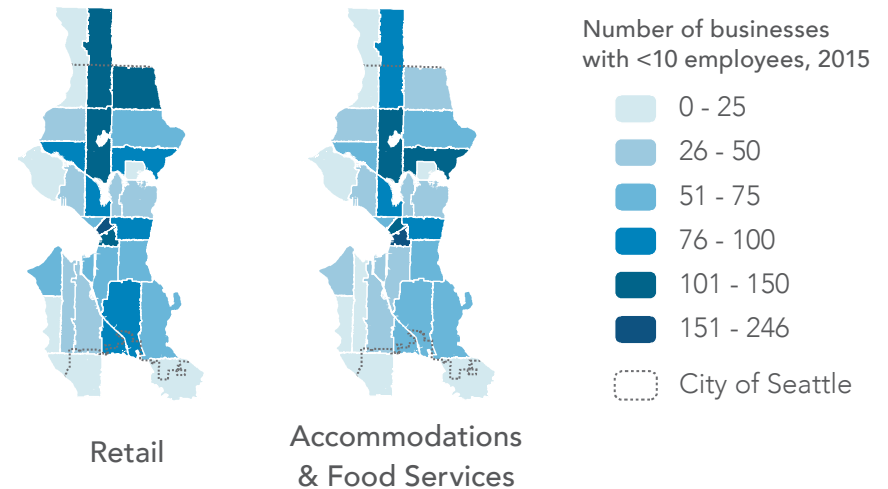 Number of businesses
with <10 employees, 2015
0 - 25
26 - 50
51 - 75
76 - 100
101 - 150
151 - 246
City of Seattle
Retail
Accommodations
& Food Services